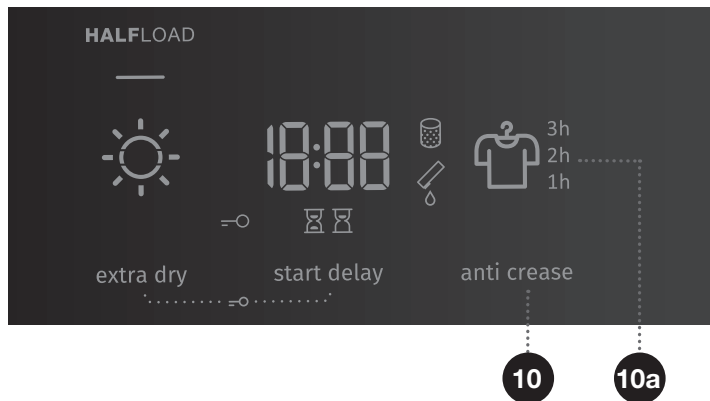 HALFLOAD
18:88
3h
2h
1h
extra dry
start delay
anti crease
10
10a